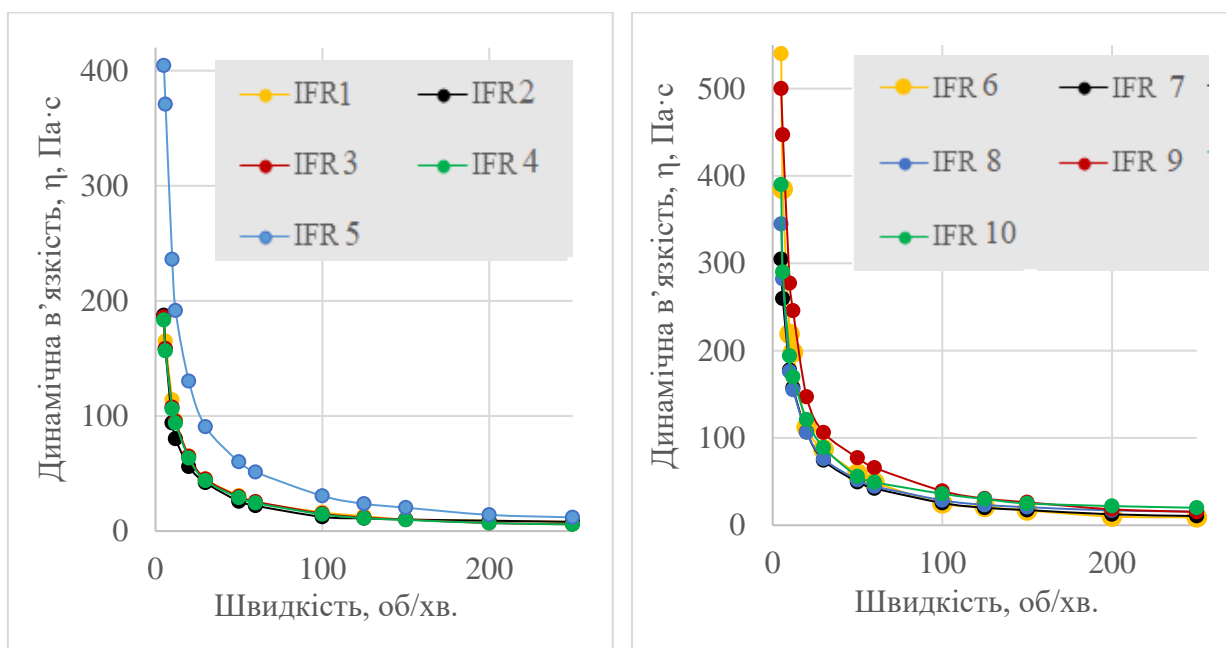 Динамічна в’язкість, η, Па·с
400
300
200
100
0
IFR1
IFR2
IFR 3
IFR 4
IFR 5
0 100 200
Швидкість, об/хв.
Динамічна в’язкість, η, Па·с
500
400
300
200
100
0
IFR 6
IFR 7
IFR 8
IFR 9
IFR 10
0 100 200
Швидкість, об/хв.